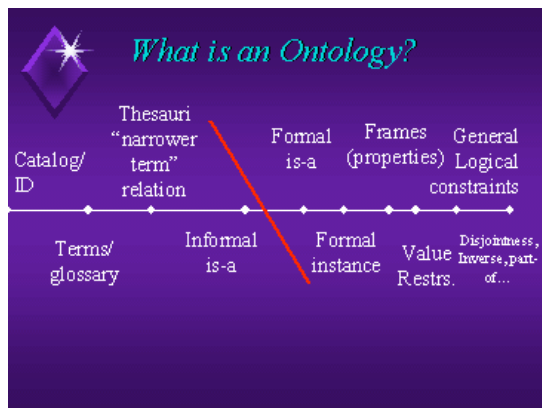 What is an Ontology?
Catalog/
ID
Thesauri
“narrower
term”
relation
Formal
is-a
Frames
(properties)
General
Logical
constraints
Terms/
glossary
Informal
is-a
Formal
instance
Value
Restrs.
Disjointness,
Inverse,part-
of...